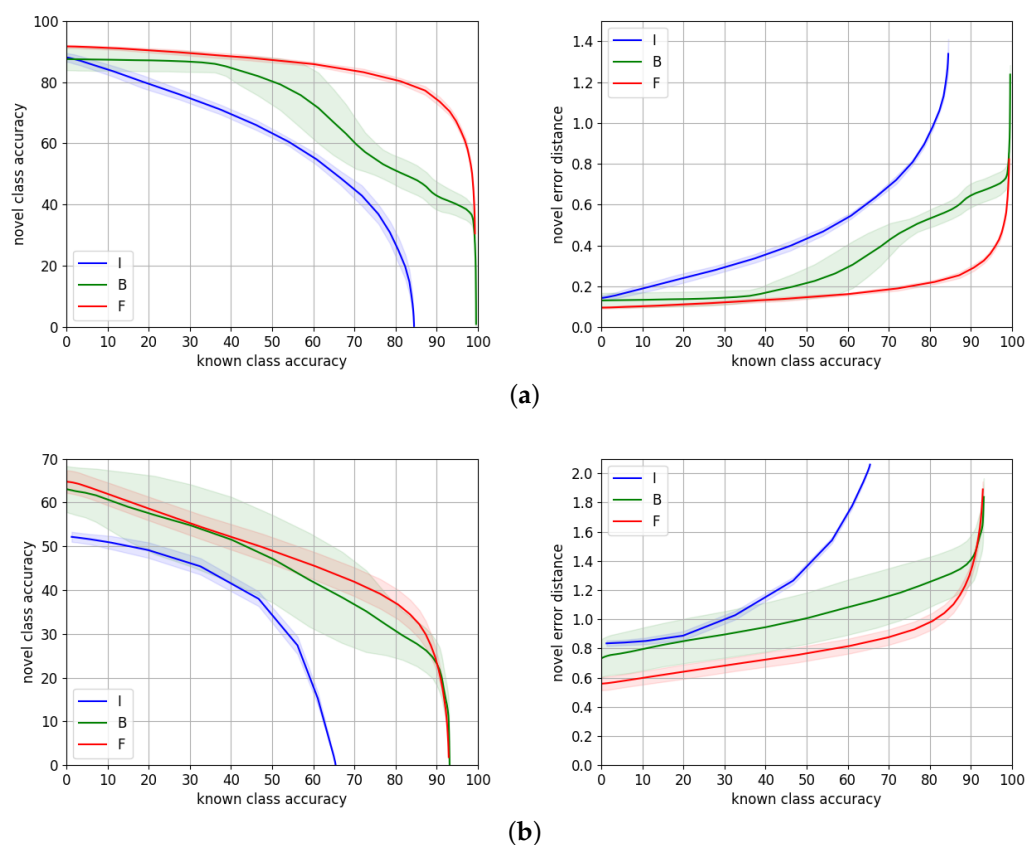 100
80
60
40
20
0
novel class accuracy
I
B
F
0 10 20 30 40 50 60 70 80 90 100
known class accuracy
1.4
1.2
1.0
0.8
0.6
0.4
0.2
0.0
novel error distance
I
B
F
0 10 20 30 40 50 60 70 80 90 100
known class accuracy
(a)
70
60
50
40
30
20
10
0
novel class accuracy
I
B
F
0 10 20 30 40 50 60 70 80 90 100
known class accuracy
2.0
1.8
1.6
1.4
1.2
1.0
0.8
0.6
0.4
0.2
0.0
novel error distance
I
B
F
0 10 20 30 40 50 60 70 80 90 100
known class accuracy
(b)